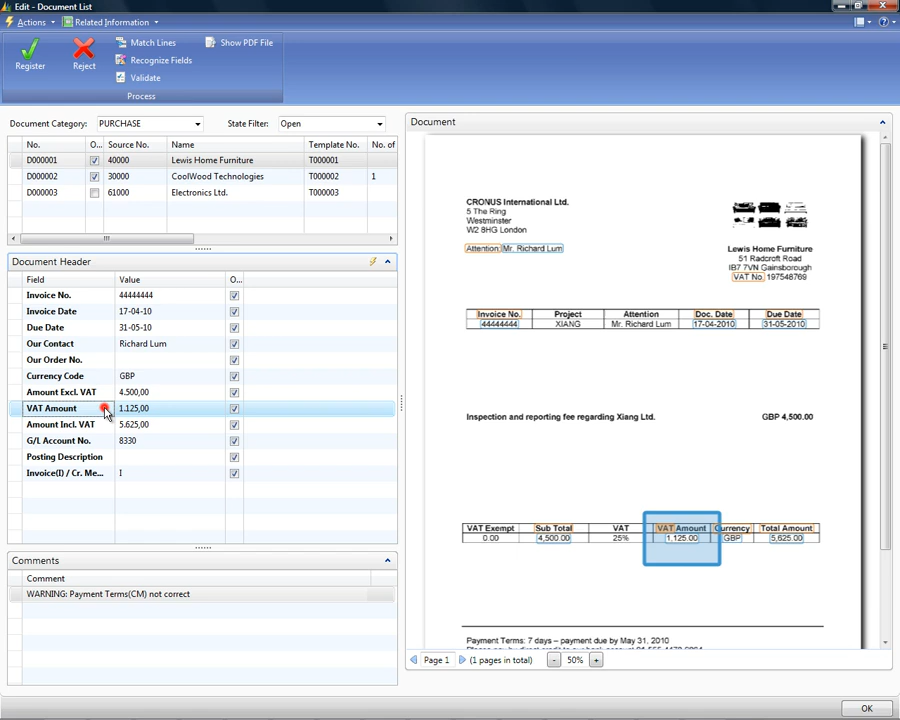 Edit - Document List
Actions
Related Information
Register
Reject
Match Lines
Recognize Fields
Validate
Show PDF File
Process
Document Category: PURCHASE State Filter: Open
No. O... Source No. Name Template No. No. of
D000001 40000 Lewis Home Furniture T000001
D000002 30000 CoolWood Technologies T000002 1
D000003 61000 Electronics Ltd. T000003
Document Header
Field Value O...
Invoice No. 44444444
Invoice Date 17-04-10
Due Date 31-05-10
Our Contact Richard Lum
Our Order No.
Currency Code GBP
Amount Excl. VAT 4.500,00
VAT Amount 1.125,00
Amount Incl. VAT 5.625,00
G/L Account No. 8330
Posting Description
Invoice(I) / Cr. Me... I
Comments
Comment
WARNING: Payment Terms(CM) not correct
Document
CRONUS International Ltd.
5 The Ring
Westminster
W2 8HG London
Attention: Mr. Richard Lum
Lewis Home Furniture
51 Radcroft Road
IB7 7VN Gainsborough
VAT No. 197548769
Invoice No. Project Attention Doc. Date Due Date
44444444 XIANG Mr. Richard Lum 17-04-2010 31-05-2010
Inspection and reporting fee regarding Xiang Ltd. GBP 4,500.00
VAT Exempt Sub Total VAT VAT Amount Currency Total Amount
0.00 4,500.00 25% 1,125.00 GBP 5,625.00
Payment Terms: 7 days – payment due by May 31, 2010
Page 1 (1 pages in total) - 50% +
OK